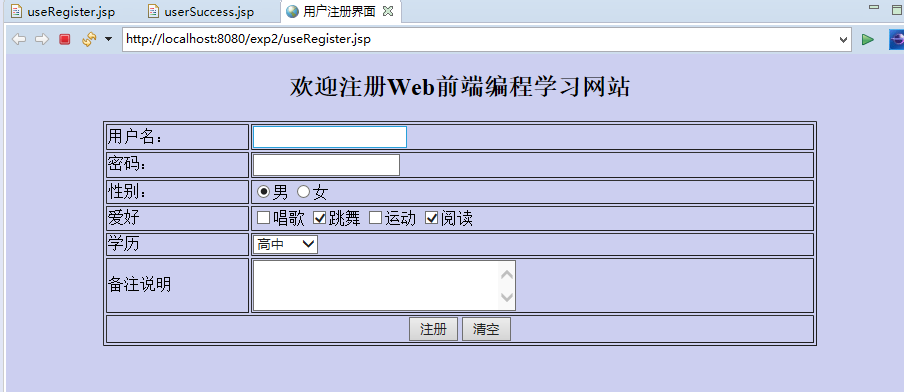 useRegister.jsp userSuccess.jsp 用户注册界面
http://localhost:8080/exp2/useRegister.jsp
欢迎注册Web前端编程学习网站
用户名：
密码：
性别： 男 女
爱好 唱歌 跳舞 运动 阅读
学历 高中
备注说明
注册 清空